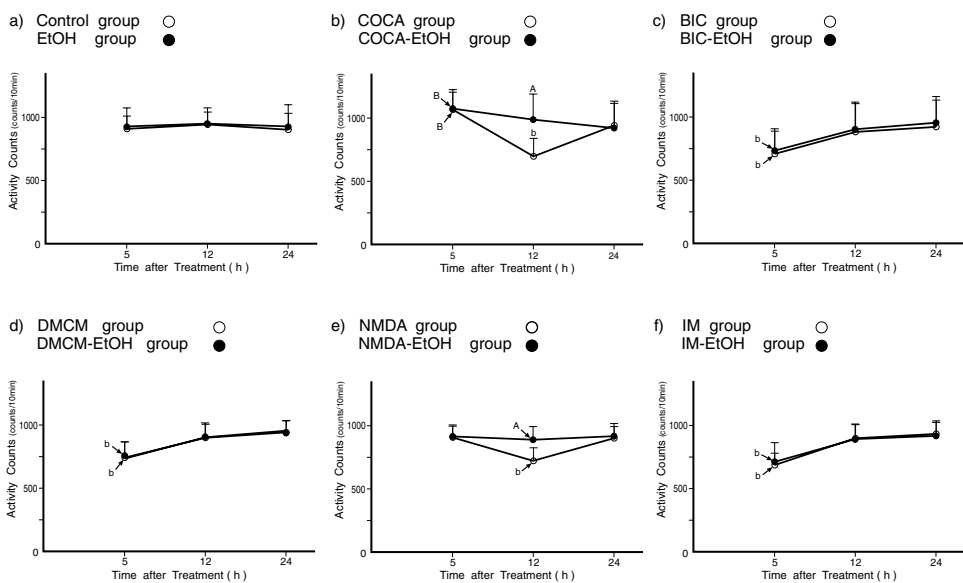 a) Control group ○
EtOH group ●
Activity Counts (counts/10min)
1000
500
0
5 12 24
Time after Treatment ( h )
b) COCA group ○
COCA-EtOH group ●
Activity Counts (counts/10min)
1000
500
0
B
B
A
b
5 12 24
Time after Treatment ( h )
c) BIC group ○
BIC-EtOH group ●
Activity Counts (counts/10min)
1000
500
0
b
b
5 12 24
Time after Treatment ( h )
d) DMCM group ○
DMCM-EtOH group ●
Activity Counts (counts/10min)
1000
500
0
b
b
5 12 24
Time after Treatment ( h )
e) NMDA group ○
NMDA-EtOH group ●
Activity Counts (counts/10min)
1000
500
0
A
b
5 12 24
Time after Treatment ( h )
f) IM group ○
IM-EtOH group ●
Activity Counts (counts/10min)
1000
500
0
b
b
5 12 24
Time after Treatment ( h )